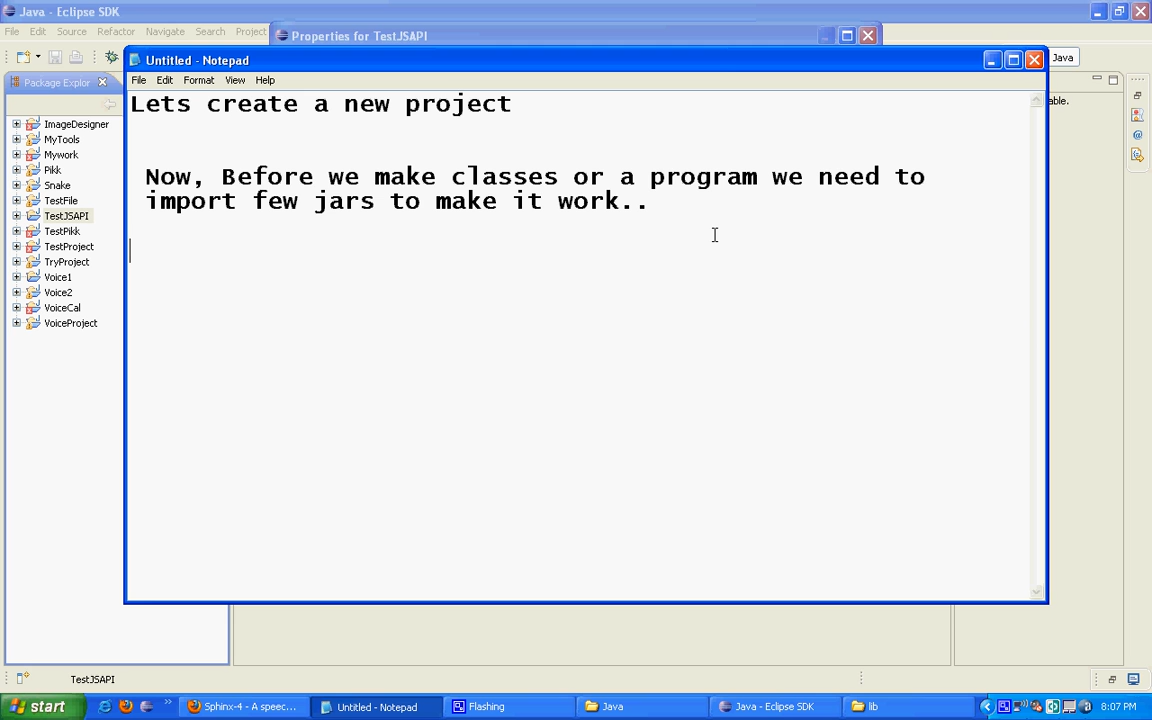 Java - Eclipse SDK
File Edit Source Refactor Navigate Search Project
Properties for TestJSAPI
Untitled - Notepad
Java
Package Explor
File Edit Format View Help
able.
Lets create a new project
Now, Before we make classes or a program we need to
import few jars to make it work..
ImageDesigner
MyTools
Mywork
Pikk
Snake
TestFile
TestJSAPI
TestPikk
TestProject
TryProject
Voice1
Voice2
VoiceCal
VoiceProject
TestJSAPI
start
Sphinx-4 - A speec...
Untitled - Notepad
Flashing
Java
Java - Eclipse SDK
lib
8:07 PM